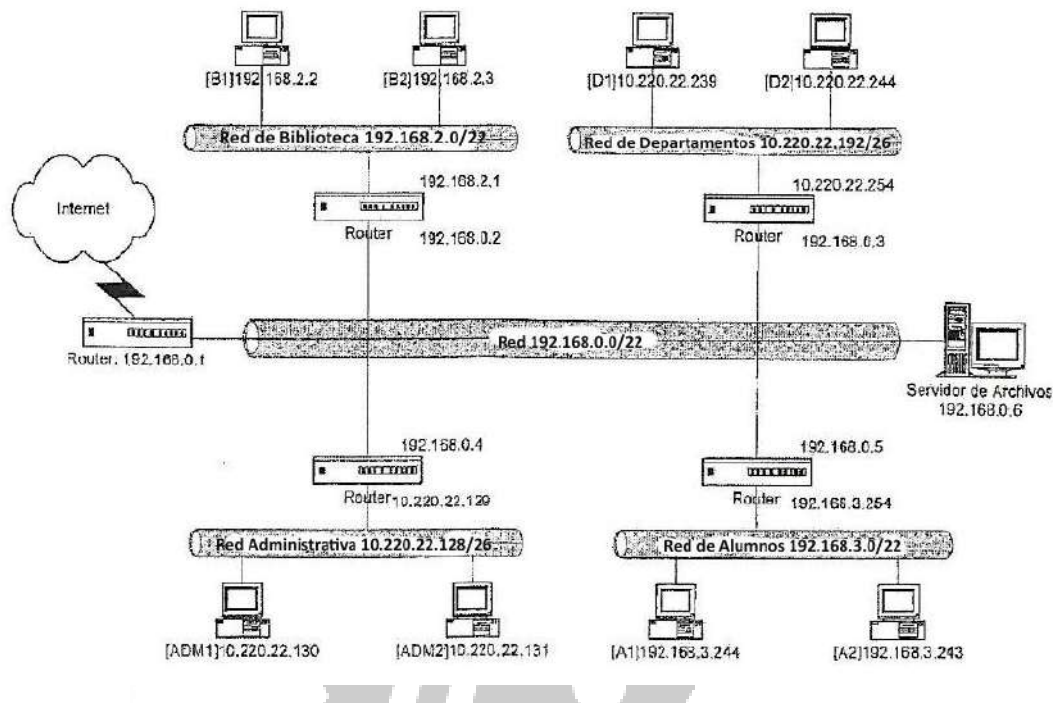 [B1]192.168.2.2
[B2]192.168.2.3
[D1]10.220.22.239
[D2]10.220.22.244
Red de Biblioteca 192.168.2.0/22
Red de Departamentos 10.220.22.192/26
192.168.2.1
10.220.22.254
Internet
Router
192.168.0.2
Router
192.168.0.3
Router: 192.168.0.1
Red 192.168.0.0/22
Servidor de Archivos
192.168.0.6
192.168.0.4
192.168.0.5
Router
10.220.22.129
Router
192.168.3.254
Red Administrativa 10.220.22.128/26
Red de Alumnos 192.168.3.0/22
[ADM1]10.220.22.130
[ADM2]10.220.22.131
[A1]192.168.3.244
[A2]192.168.3.243